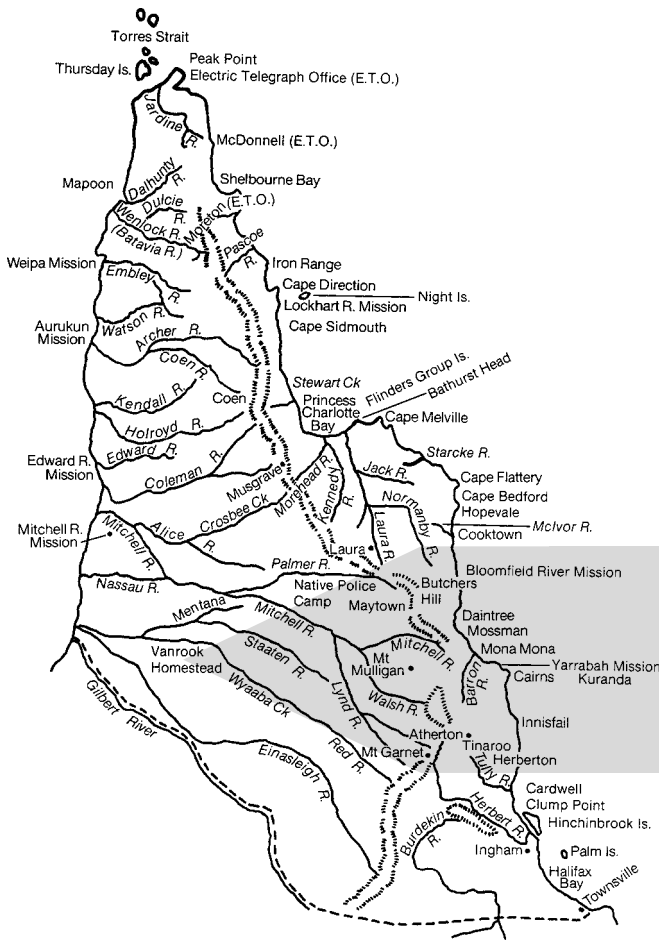 Torres Strait
Thursday Is.
Peak Point
Electric Telegraph Office (E.T.O.)
Jardine R.
McDonnell (E.T.O.)
Mapoon
Dalhunty R.
Shelbourne Bay
Dulcie R.
Moreton (E.T.O.)
Wenlock R.
(Batavia R.)
Pascoe R.
Weipa Mission
Iron Range
Embley R.
Cape Direction
Night Is.
Lockhart R. Mission
Watson R.
Cape Sidmouth
Aurukun
Mission
Archer R.
Coen R.
Stewart Ck
Flinders Group Is.
Bathurst Head
Kendall R.
Coen
Princess
Charlotte
Bay
Cape Melville
Holroyd R.
Edward R.
Starcke R.
Edward R.
Mission
Coleman R.
Musgrave
Morehead R.
Kennedy R.
Jack R.
Cape Flattery
Normanby R.
Cape Bedford
Hopevale
Crosbee Ck
McIvor R.
Mitchell R.
Mission
Mitchell R.
Alice R.
Laura R.
Cooktown
Laura
Palmer R.
Bloomfield River Mission
Nassau R.
Native Police
Camp
Butchers
Hill
Maytown
Mentana
Mitchell R.
Daintree
Mossman
Mona Mona
Mitchell R.
Vanrook
Homestead
Staaten R.
Mt
Mulligan
Barron R.
Yarrabah Mission
Kuranda
Cairns
Wyaaba Ck
Lynd R.
Walsh R.
Gilbert River
Innisfail
Red R.
Atherton
Tinaroo
Herberton
Einasleigh R.
Mt Garnet
Tully R.
Cardwell
Clump Point
Herbert R.
Hinchinbrook Is.
Burdekin R.
Ingham
Palm Is.
Halifax
Bay
Townsville